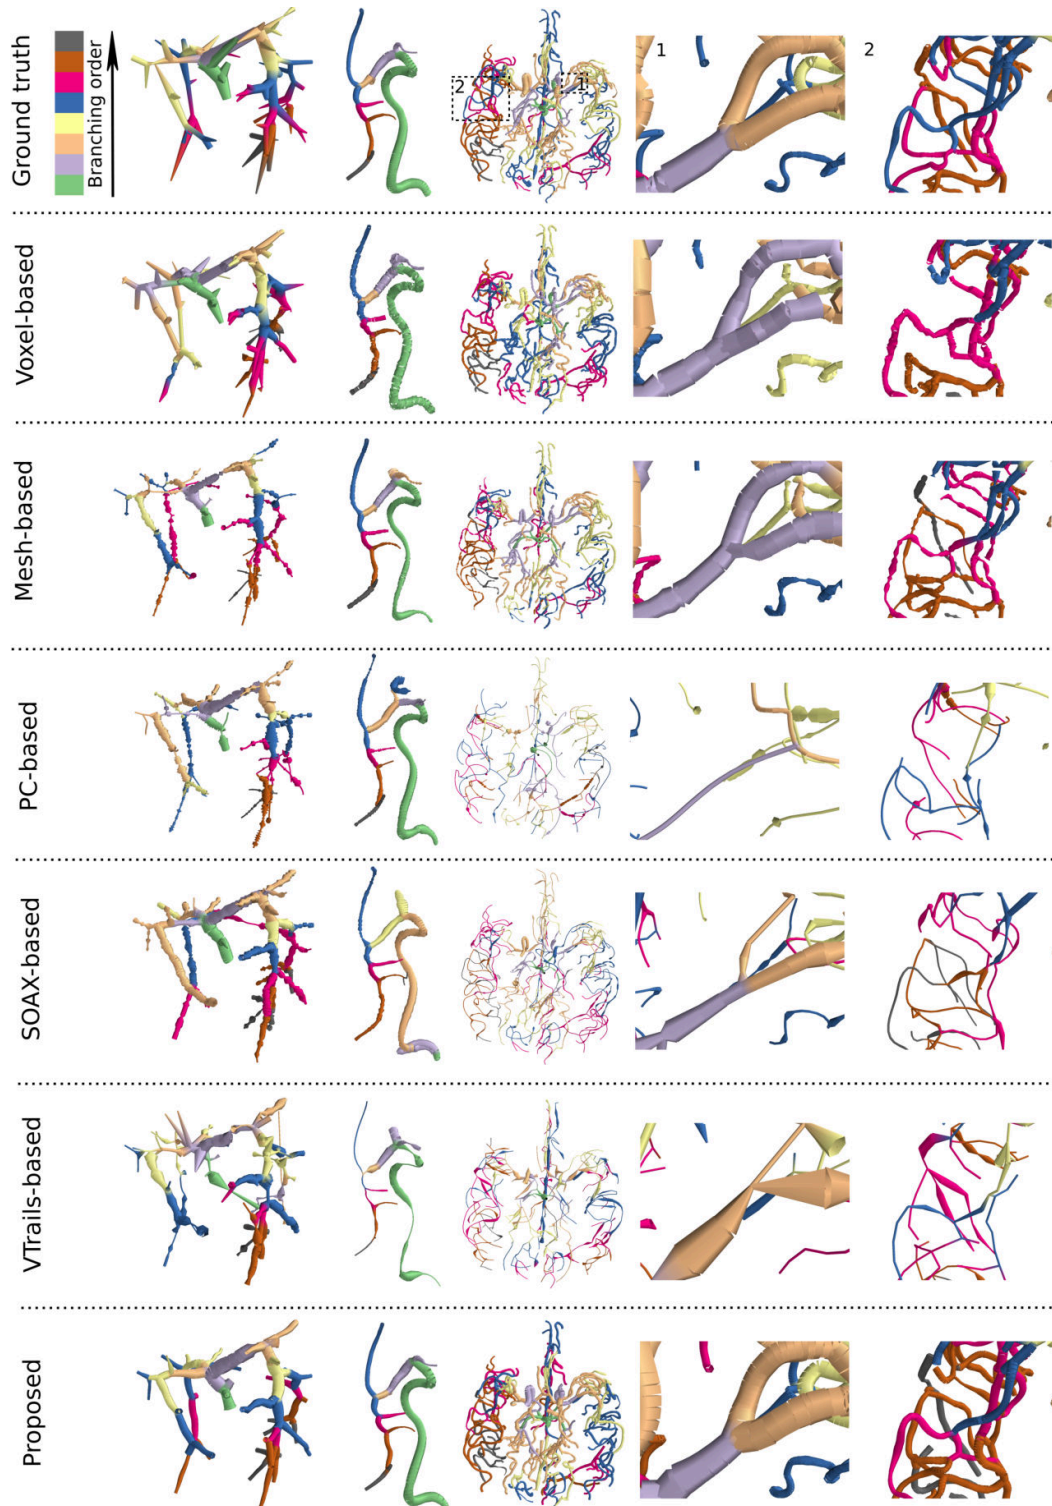 Ground truth
Branching order
1
2
2
1
Voxel-based
Mesh-based
PC-based
SOAX-based
VTrails-based
Proposed